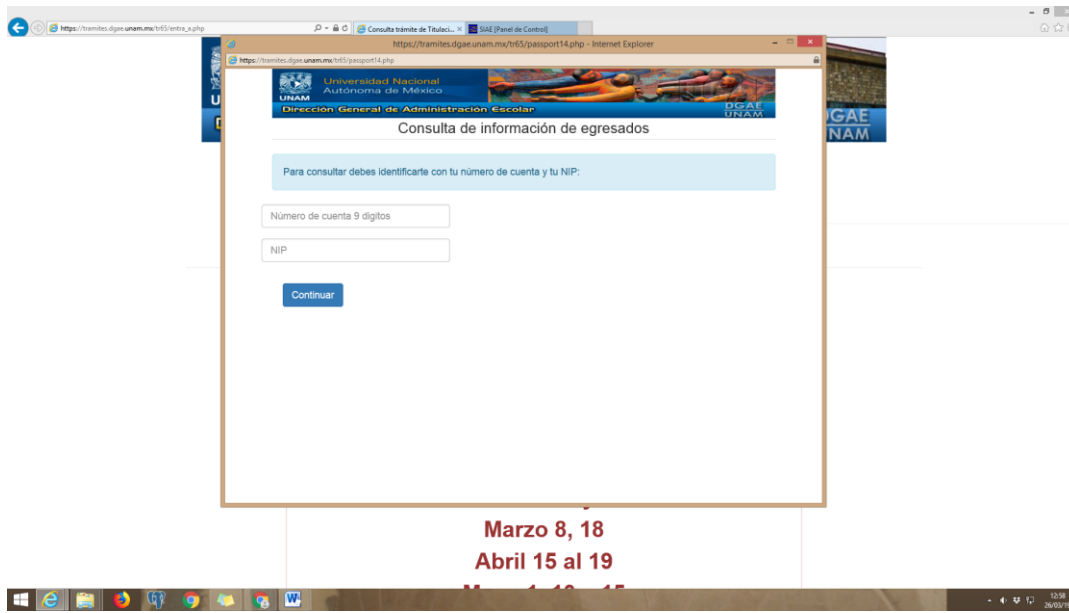 https://tramites.dgae.unam.mx/tr65/entra_a.php
Consulta trámite de Titulaci...
SIAE [Panel de Control]
https://tramites.dgae.unam.mx/tr65/passport14.php - Internet Explorer
https://tramites.dgae.unam.mx/tr65/passport14.php
Universidad Nacional
Autónoma de México
UNAM
Dirección General de Administración Escolar
DGAE
UNAM
Consulta de información de egresados
Para consultar debes identificarte con tu número de cuenta y tu NIP:
Número de cuenta 9 digitos
NIP
Continuar
Marzo 8, 18
Abril 15 al 19
12:58